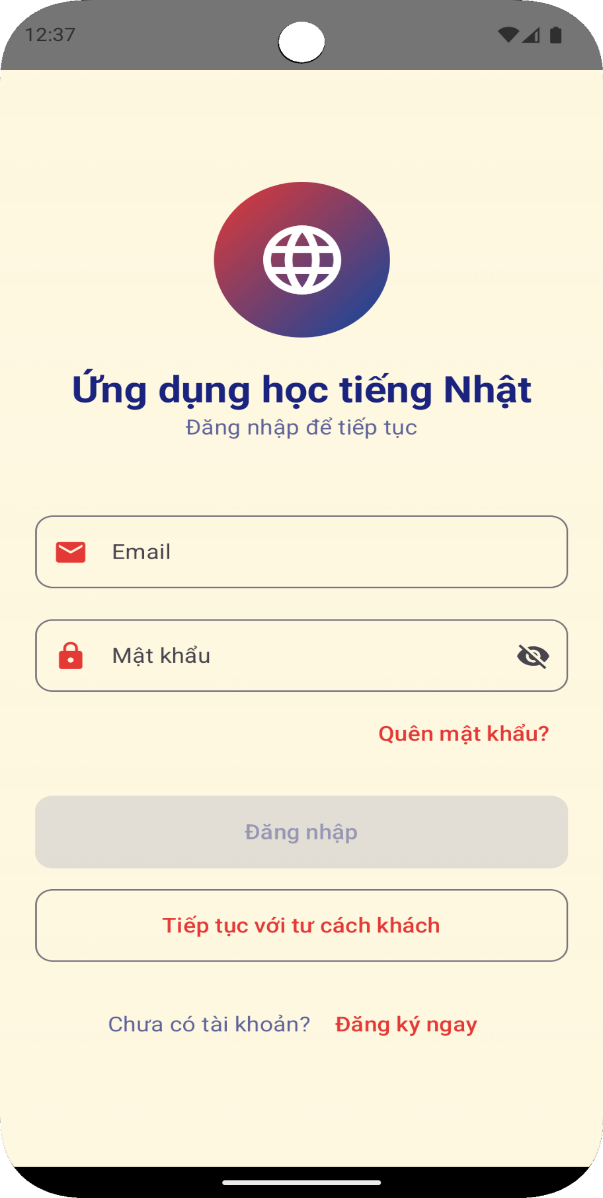 12:37
Ứng dụng học tiếng Nhật
Đăng nhập để tiếp tục
Email
Mật khẩu
Quên mật khẩu?
Đăng nhập
Tiếp tục với tư cách khách
Chưa có tài khoản? Đăng ký ngay